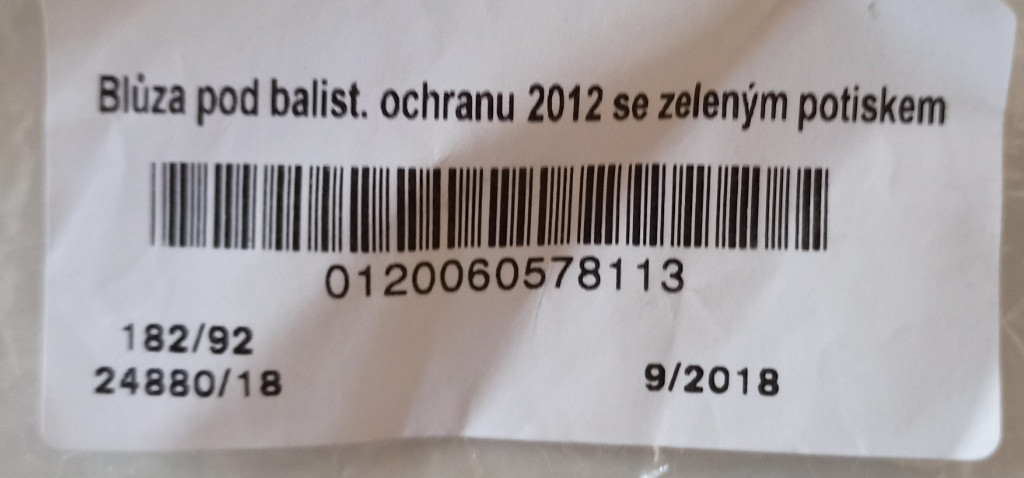 Blůza pod balist. ochranu 2012 se zeleným potiskem
0120060578113
182/92
24880/18 9/2018